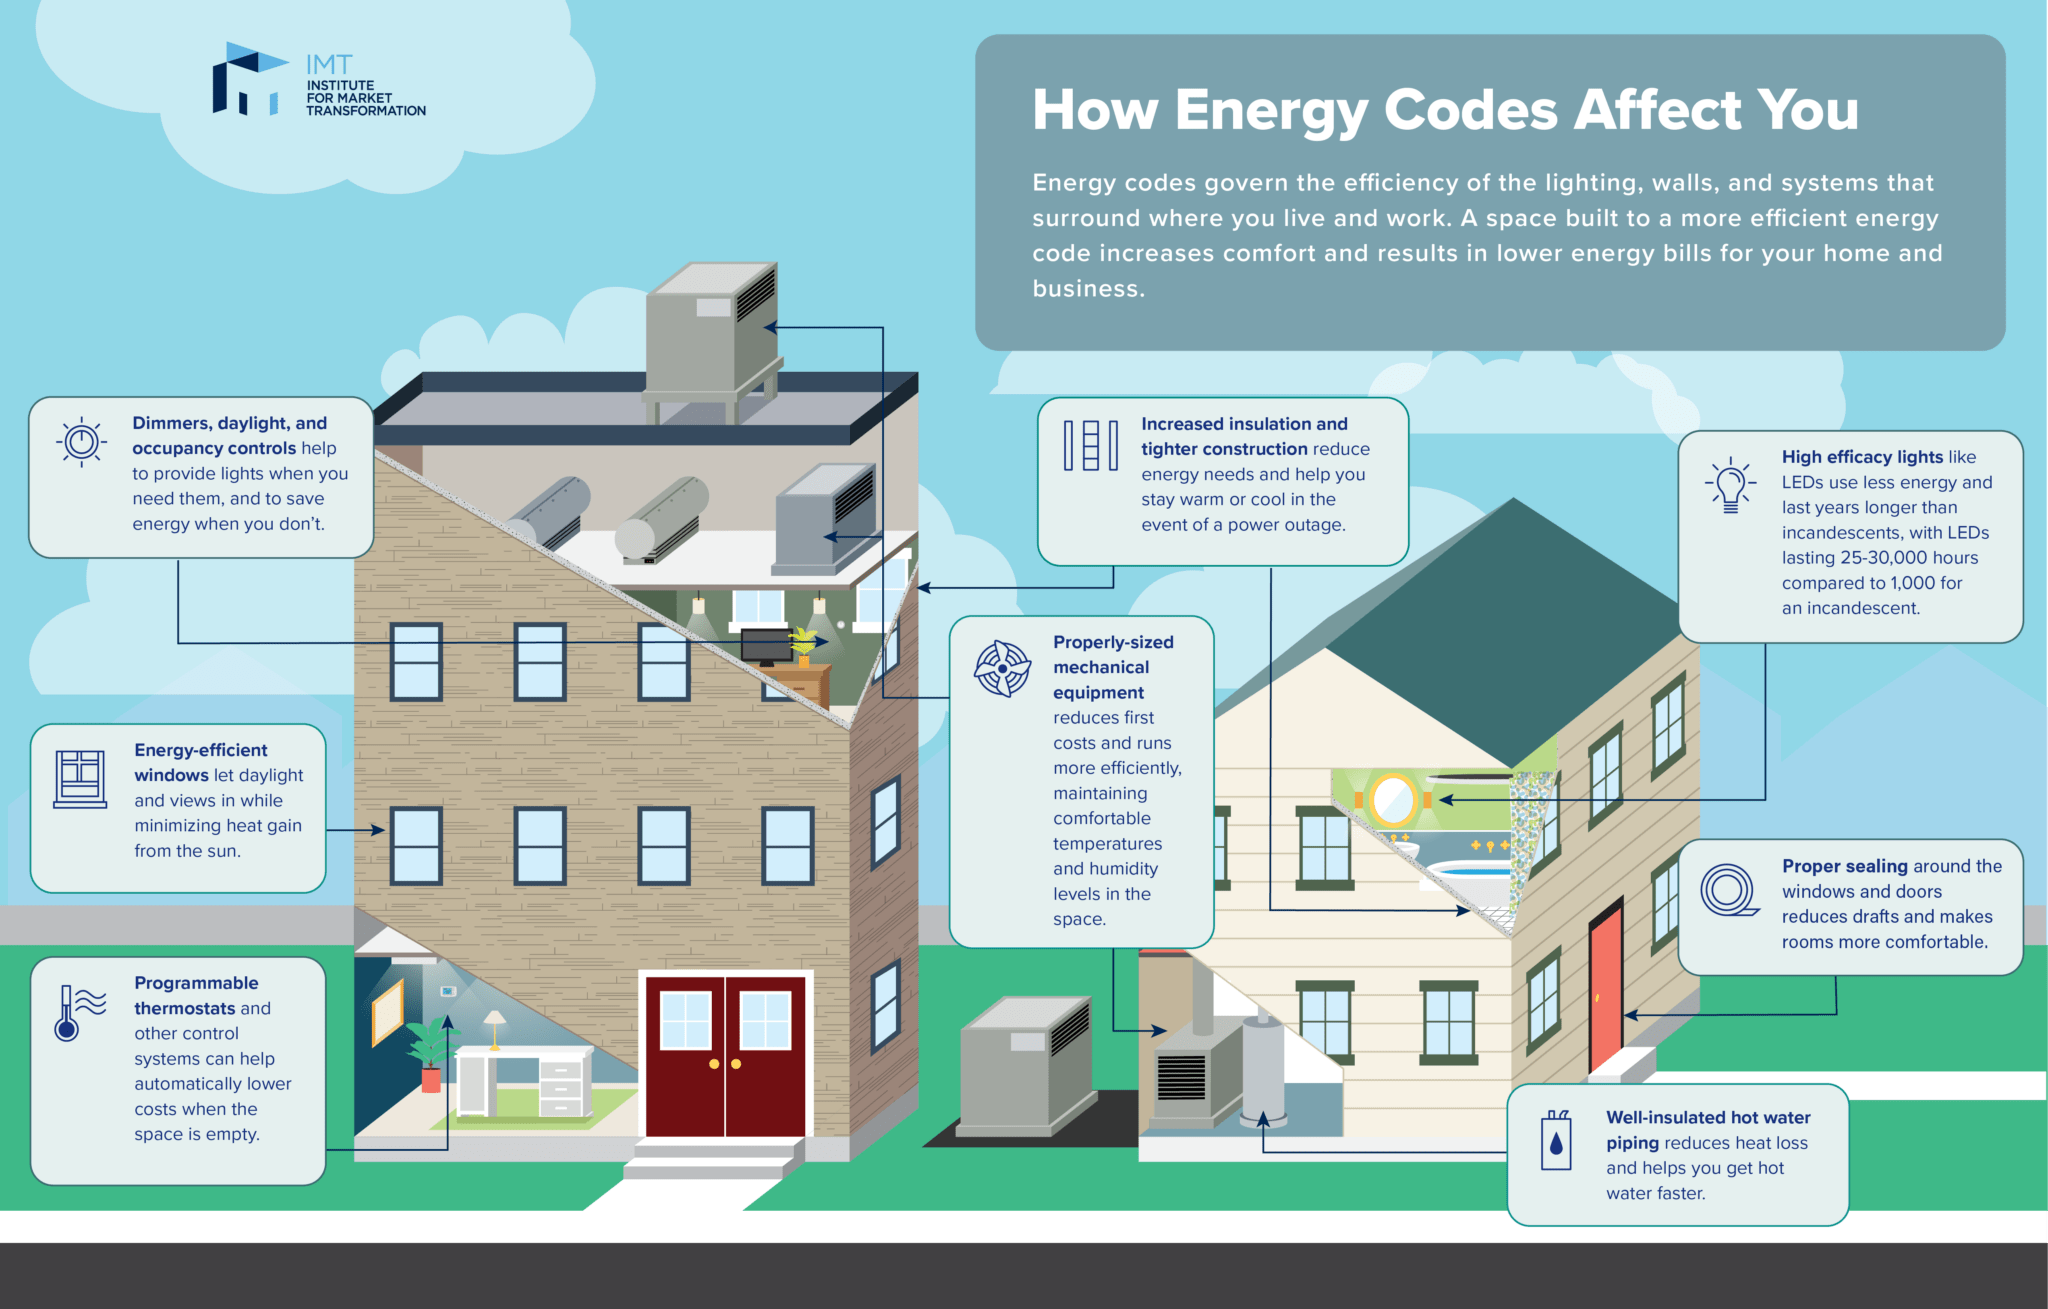 IMT
INSTITUTE
FOR MARKET
TRANSFORMATION
How Energy Codes Affect You
Energy codes govern the efficiency of the lighting, walls, and systems that
surround where you live and work. A space built to a more efficient energy
code increases comfort and results in lower energy bills for your home and
business.
Dimmers, daylight, and
occupancy controls help
to provide lights when you
need them, and to save
energy when you don't.
Increased insulation and
tighter construction reduce
energy needs and help you
stay warm or cool in the
event of a power outage.
High efficacy lights like
LEDs use less energy and
last years longer than
incandescents, with LEDs
lasting 25-30,000 hours
compared to 1,000 for
an incandescent.
Properly-sized
mechanical
equipment
reduces first
costs and runs
more efficiently,
maintaining
comfortable
temperatures
and humidity
levels in the
space.
Energy-efficient
windows let daylight
and views in while
minimizing heat gain
from the sun.
Proper sealing around the
windows and doors
reduces drafts and makes
rooms more comfortable.
Programmable
thermostats and
other control
systems can help
automatically lower
costs when the
space is empty.
Well-insulated hot water
piping reduces heat loss
and helps you get hot
water faster.